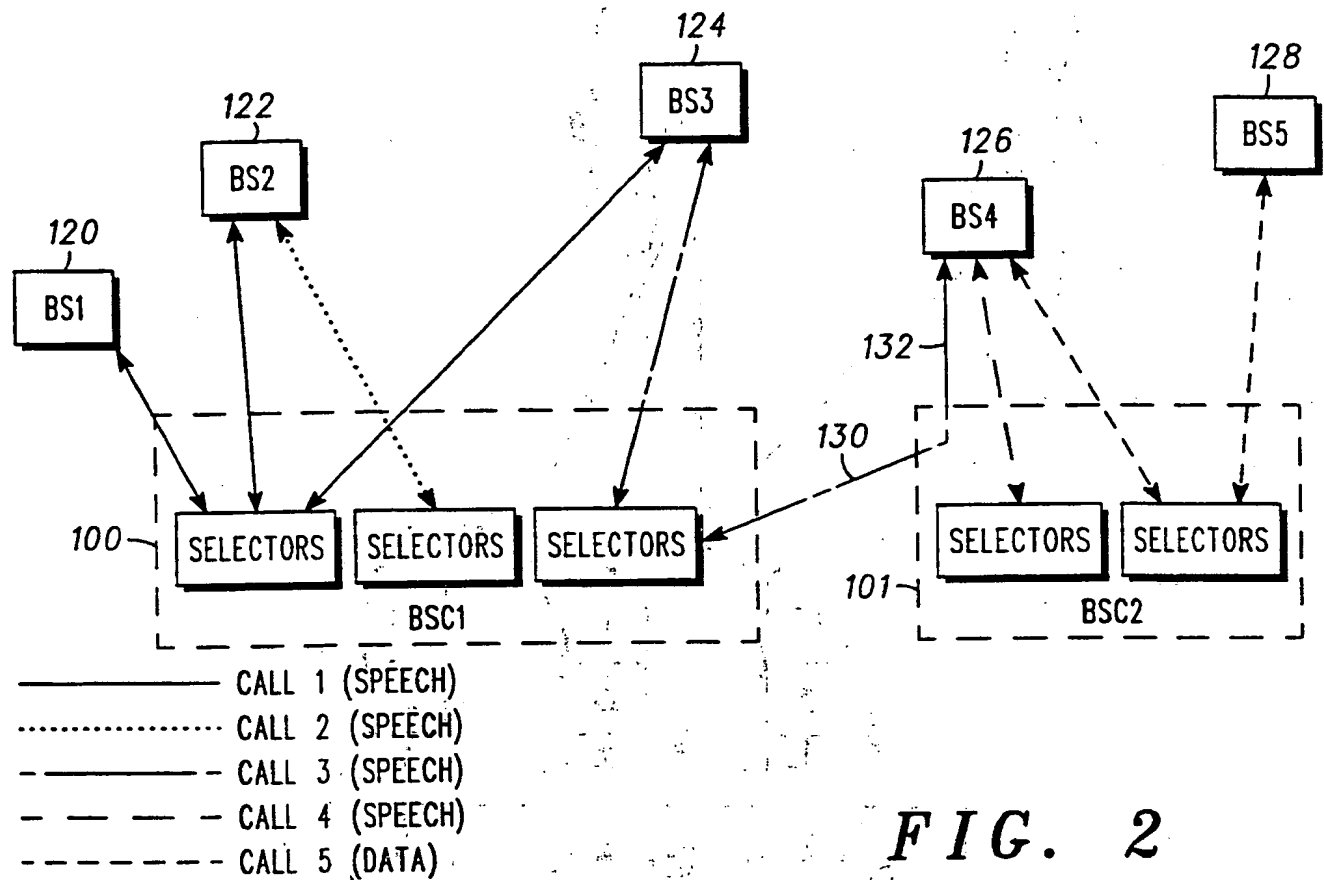 124
BS3
128
BS5
122
BS2
126
BS4
120
BS1
132
130
100
SELECTORS
SELECTORS
SELECTORS
BSC1
101
SELECTORS
SELECTORS
BSC2
CALL 1 (SPEECH)
CALL 2 (SPEECH)
CALL 3 (SPEECH)
CALL 4 (SPEECH)
CALL 5 (DATA)
FIG. 2